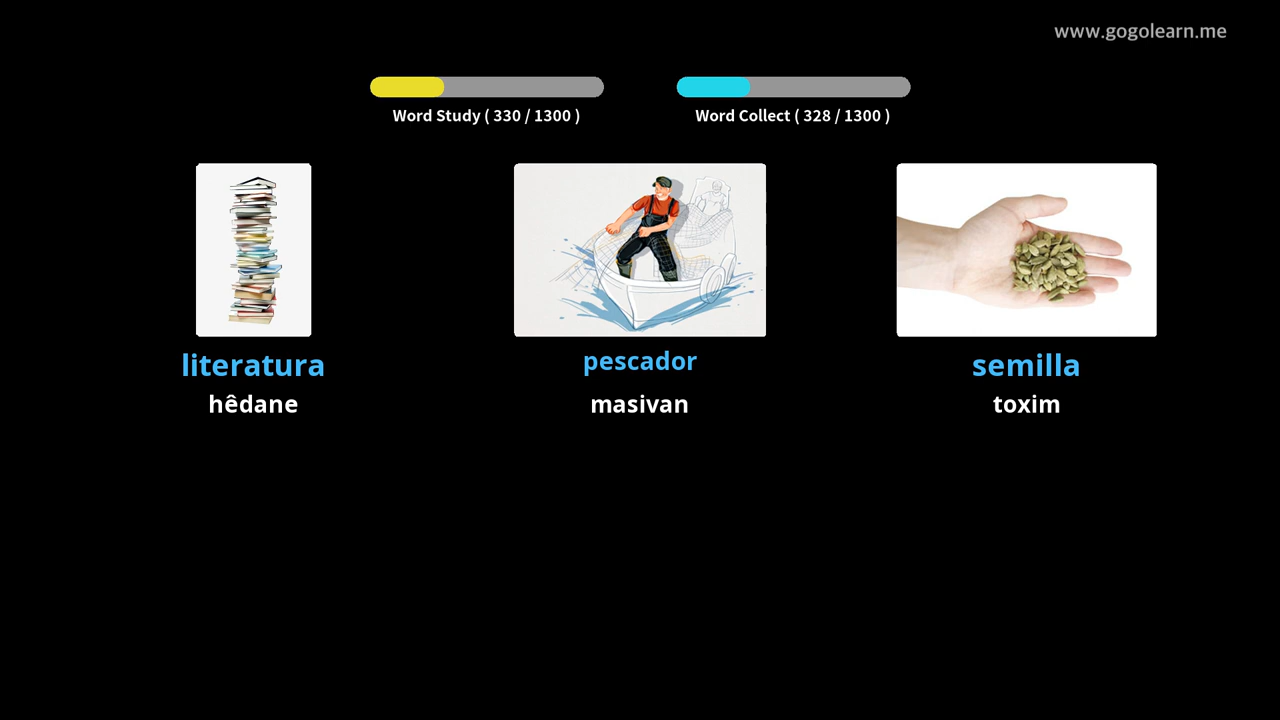 www.gogolearn.me
Word Study ( 330 / 1300 )
Word Collect ( 328 / 1300 )
literatura
hêdane
pescador
masivan
semilla
toxim